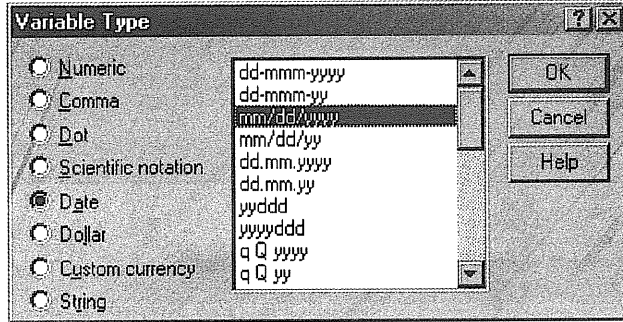 Variable Type
Numeric
Comma
Dot
Scientific notation
Date
Dollar
Custom currency
String
dd-mmm-yyyy
dd-mmm-yy
mm/dd/yyyy
mm/dd/yy
dd.mm.yyyy
dd.mm.yy
yyddd
yyyyddd
q Q yyyy
q Q yy
OK
Cancel
Help